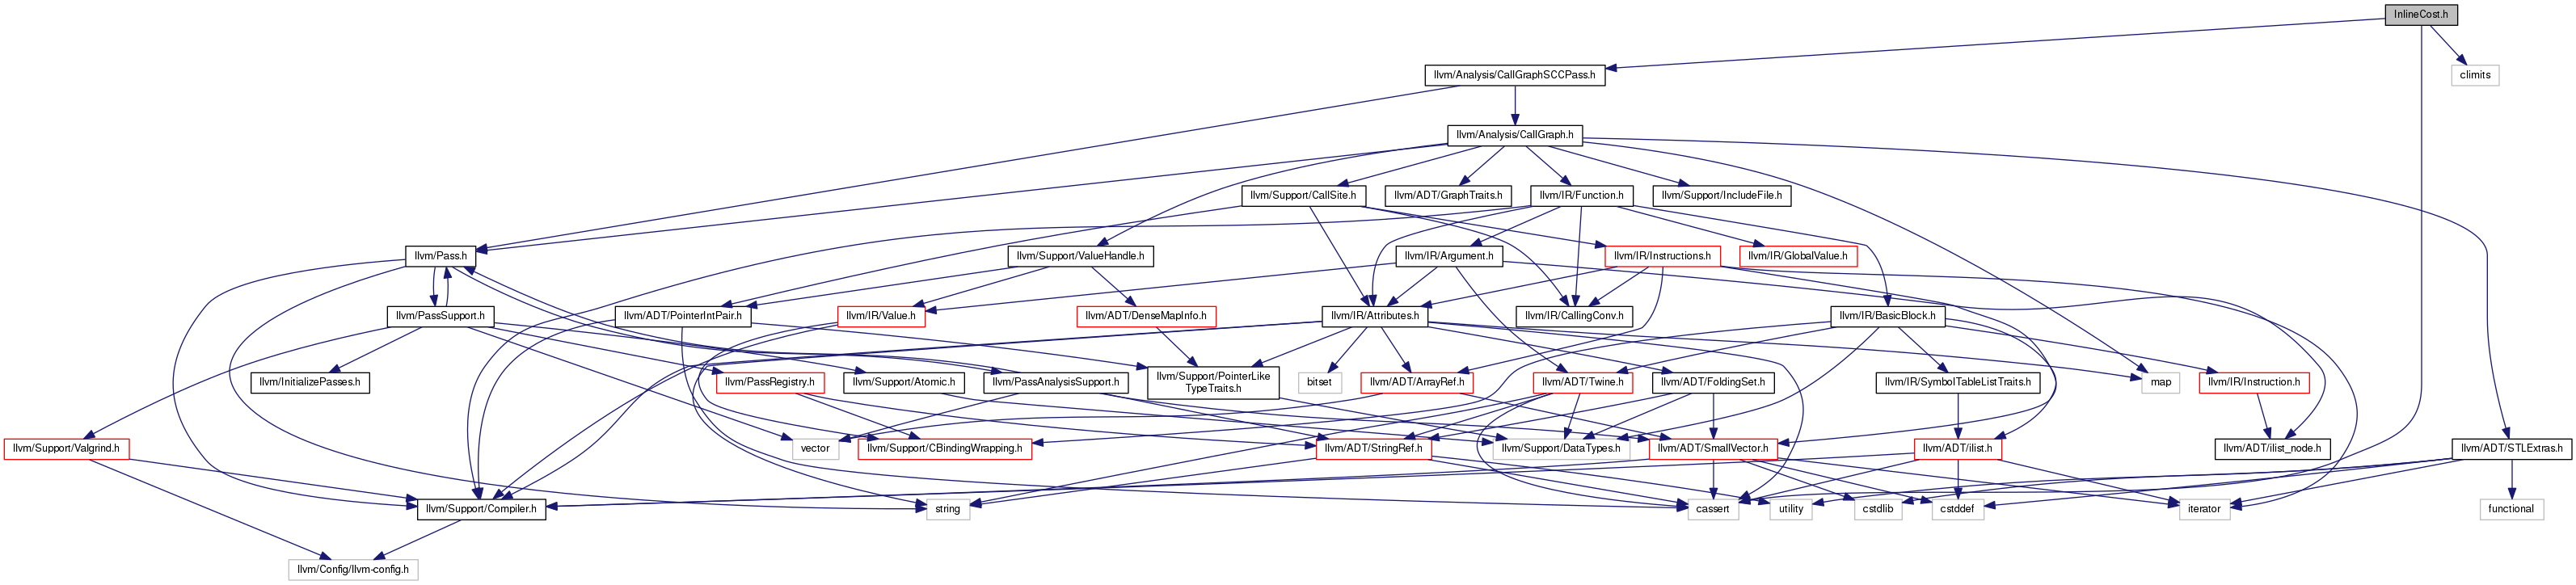 InlineCost.h
llvm/Analysis/CallGraphSCCPass.h
climits
llvm/Analysis/CallGraph.h
llvm/Support/CallSite.h
llvm/ADT/GraphTraits.h
llvm/IR/Function.h
llvm/Support/IncludeFile.h
llvm/Pass.h
llvm/Support/ValueHandle.h
llvm/IR/Argument.h
llvm/IR/Instructions.h
llvm/IR/GlobalValue.h
llvm/PassSupport.h
llvm/ADT/PointerIntPair.h
llvm/IR/Value.h
llvm/ADT/DenseMapInfo.h
llvm/IR/Attributes.h
llvm/IR/CallingConv.h
llvm/IR/BasicBlock.h
llvm/InitializePasses.h
llvm/PassRegistry.h
llvm/Support/Atomic.h
llvm/PassAnalysisSupport.h
llvm/Support/PointerLike
TypeTraits.h
bitset
llvm/ADT/ArrayRef.h
llvm/ADT/Twine.h
llvm/ADT/FoldingSet.h
llvm/IR/SymbolTableListTraits.h
map
llvm/IR/Instruction.h
llvm/Support/Valgrind.h
vector
llvm/Support/CBindingWrapping.h
llvm/ADT/StringRef.h
llvm/Support/DataTypes.h
llvm/ADT/SmallVector.h
llvm/ADT/ilist.h
llvm/ADT/ilist_node.h
llvm/ADT/STLExtras.h
llvm/Support/Compiler.h
string
cassert
utility
cstdlib
cstddef
iterator
functional
llvm/Config/llvm-config.h